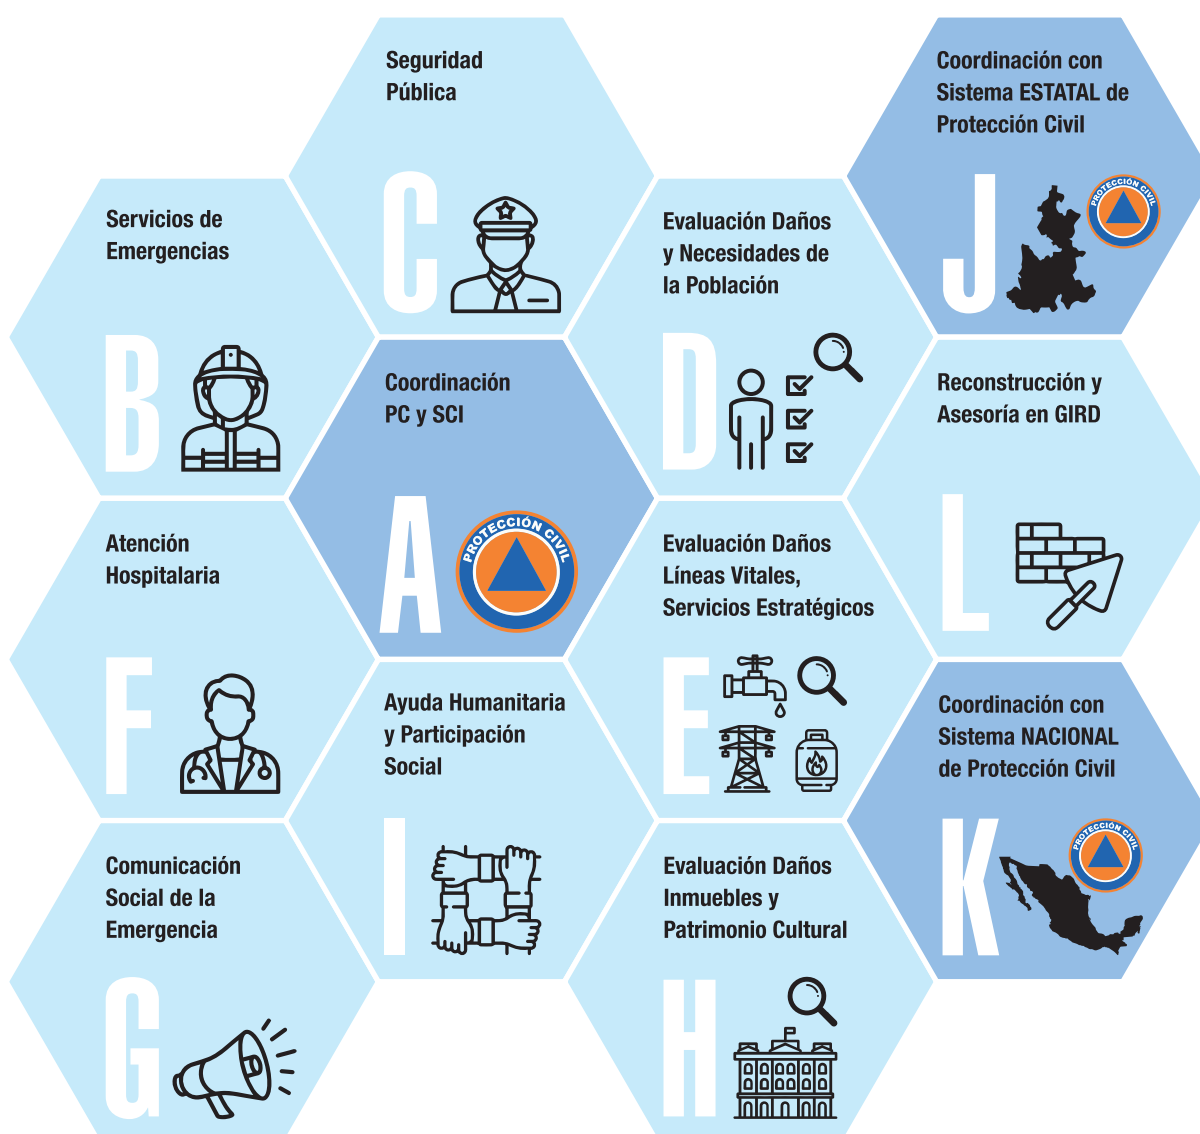 Seguridad
Pública
C
Coordinación con
Sistema ESTATAL de
Protección Civil
J
PROTECCIÓN CIVIL
Servicios de
Emergencias
B
Evaluación Daños
y Necesidades de
la Población
D
Coordinación
PC y SCI
A
PROTECCIÓN CIVIL
Reconstrucción y
Asesoría en GIRD
L
Atención
Hospitalaria
F
Evaluación Daños
Líneas Vitales,
Servicios Estratégicos
E
Ayuda Humanitaria
y Participación
Social
I
Coordinación con
Sistema NACIONAL
de Protección Civil
K
PROTECCIÓN CIVIL
Comunicación
Social de la
Emergencia
G
Evaluación Daños
Inmuebles y
Patrimonio Cultural
H